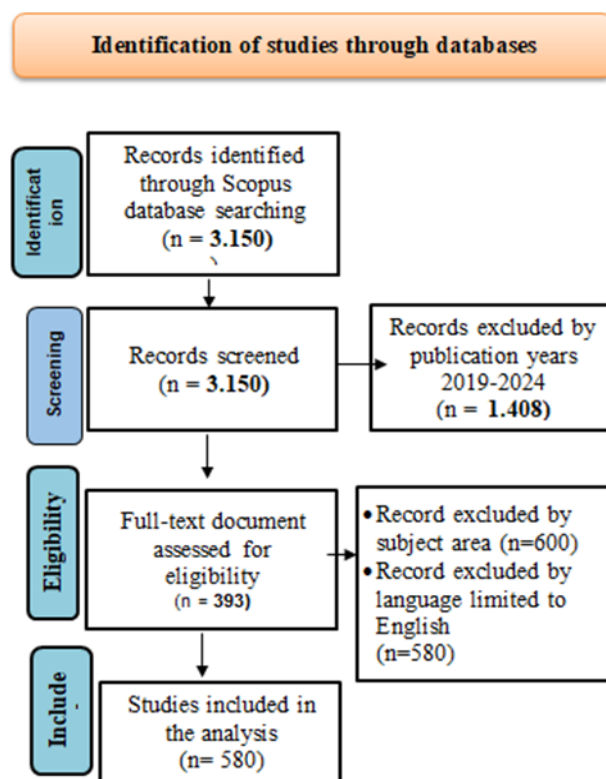 Identification of studies through databases
Identificat
ion
Records identified
through Scopus
database searching
(n = 3.150)
Screening
Records screened
(n = 3.150)
Records excluded by
publication years
2019-2024
(n = 1.408)
Eligibility
Full-text document
assessed for
eligibility
(n = 393)
•Record excluded by
subject area (n=600)
•Record excluded by
language limited to
English
(n=580)
Include
Studies included in
the analysis
(n= 580)